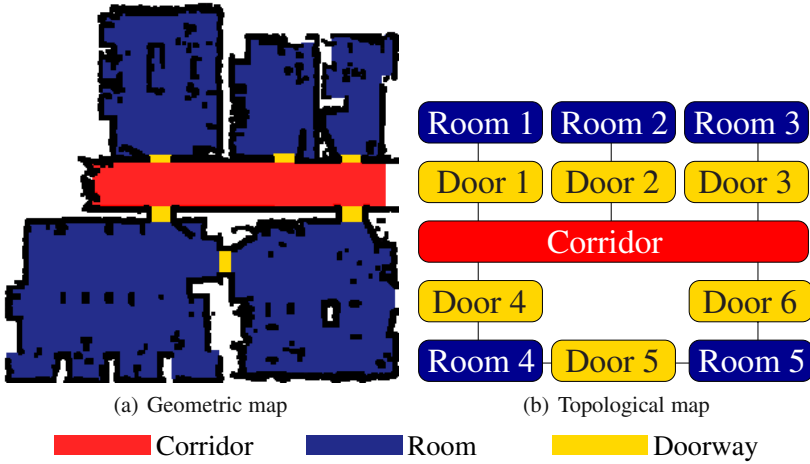 Room 1 Room 2 Room 3
Door 1 Door 2 Door 3
Corridor
Door 4 Door 6
Room 4 Door 5 Room 5
(a) Geometric map (b) Topological map
Corridor Room Doorway